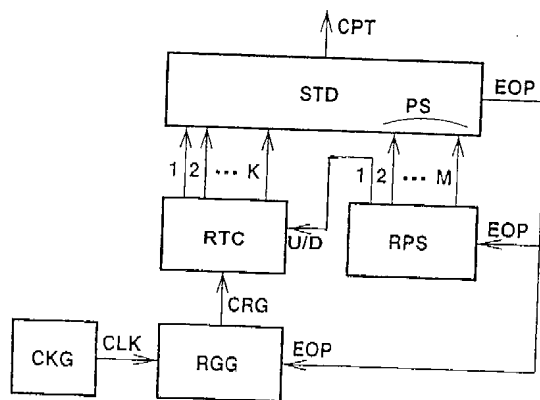 CPT
STD
EOP
PS
1 2 ... K
1 2 ... M
RTC
U/D
RPS
EOP
CRG
CKG
CLK
RGG
EOP